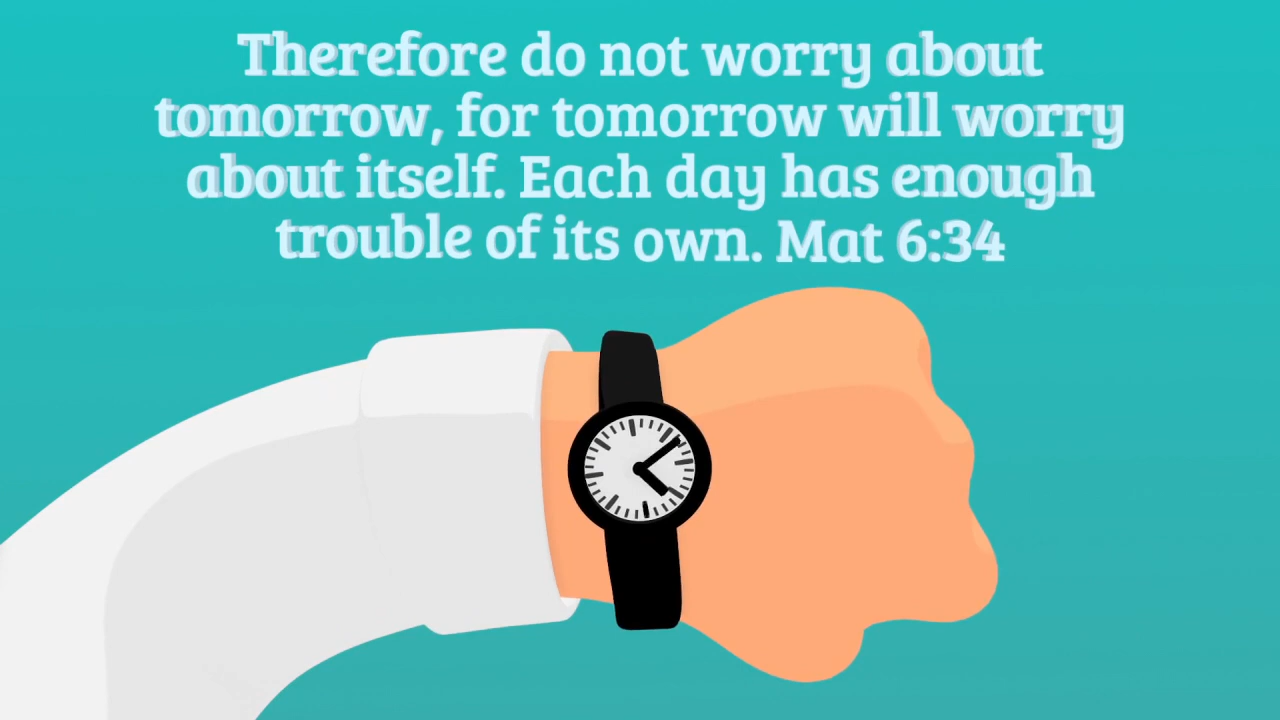 Therefore do not worry about
tomorrow, for tomorrow will worry
about itself. Each day has enough
trouble of its own. Mat 6:34